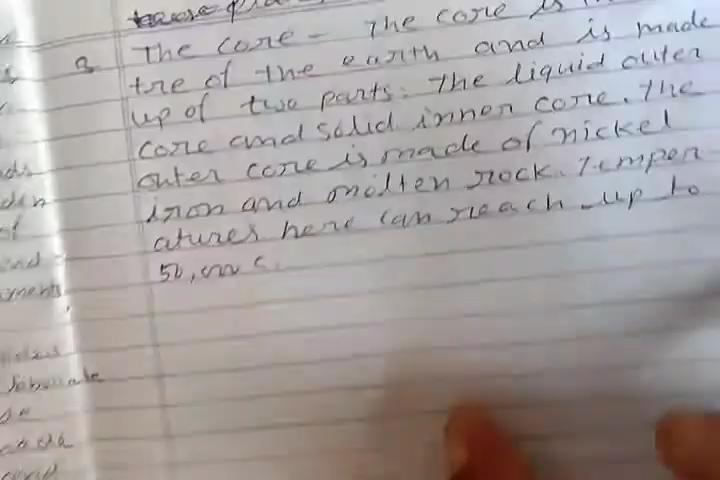 3 The core - The core is
tre of the earth and is made
up of two parts: The liquid outer
core and solid inner core. The
outer core is made of nickel
iron and molten rock. Temper
atures here can reach up to
50,000 C.